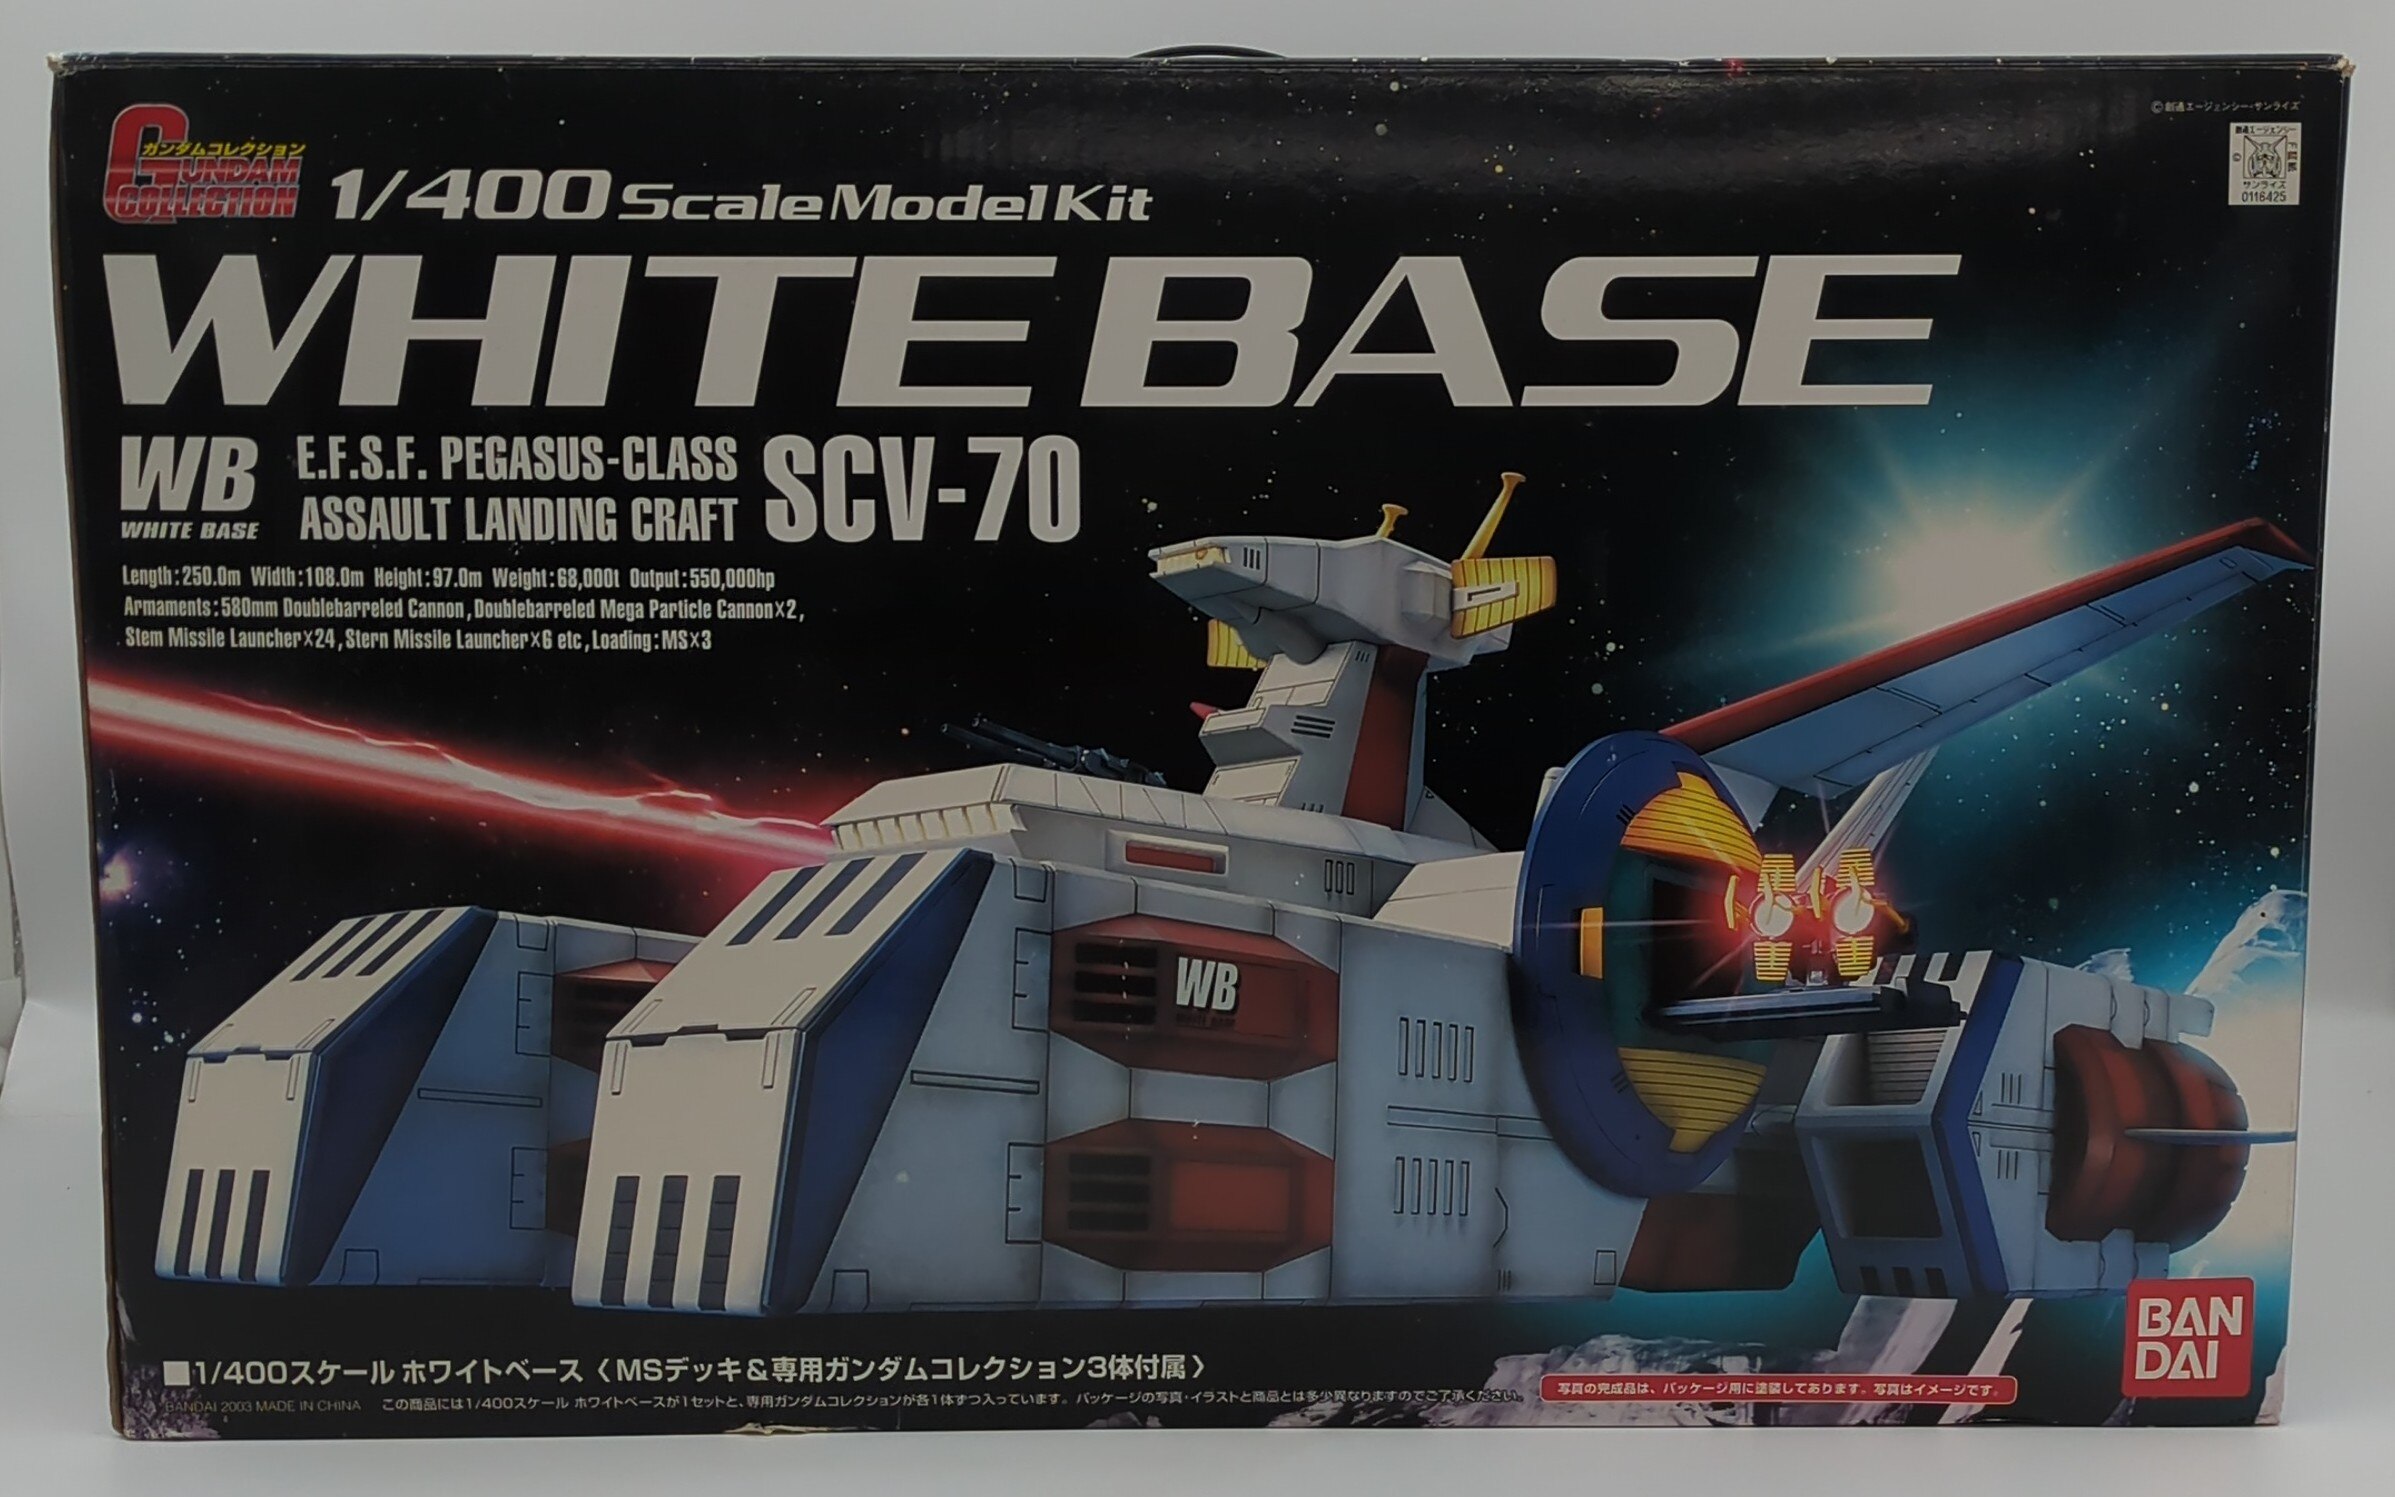 ガンダムコレクション
GUNDAM
COLLECTION
1/400 Scale Model Kit
©創通エージェンシー・サンライズ
創通エージェンシー
サンライズ
0116425
WHITE BASE
WB
WHITE BASE
E.F.S.F. PEGASUS-CLASS
ASSAULT LANDING CRAFT
SCV-70
Length:250.0m Width:108.0m Height:97.0m Weight:68,000t Output:550,000hp
Armaments:580mm Doublebarreled Cannon, Doublebarreled Mega Particle Cannon×2,
Stem Missile Launcher×24, Stern Missile Launcher×6 etc, Loading:MS×3
WB
BAN
DAI
■1/400スケール ホワイトベース〈MSデッキ&専用ガンダムコレクション3体付属〉
BANDAI 2003 MADE IN CHINA この商品には1/400スケール ホワイトベースが1セットと、専用ガンダムコレクションが各1体ずつ入っています。パッケージの写真・イラストと商品とは多少異なりますのでご了承ください。
写真の完成品は、パッケージ用に塗装してあります。写真はイメージです。